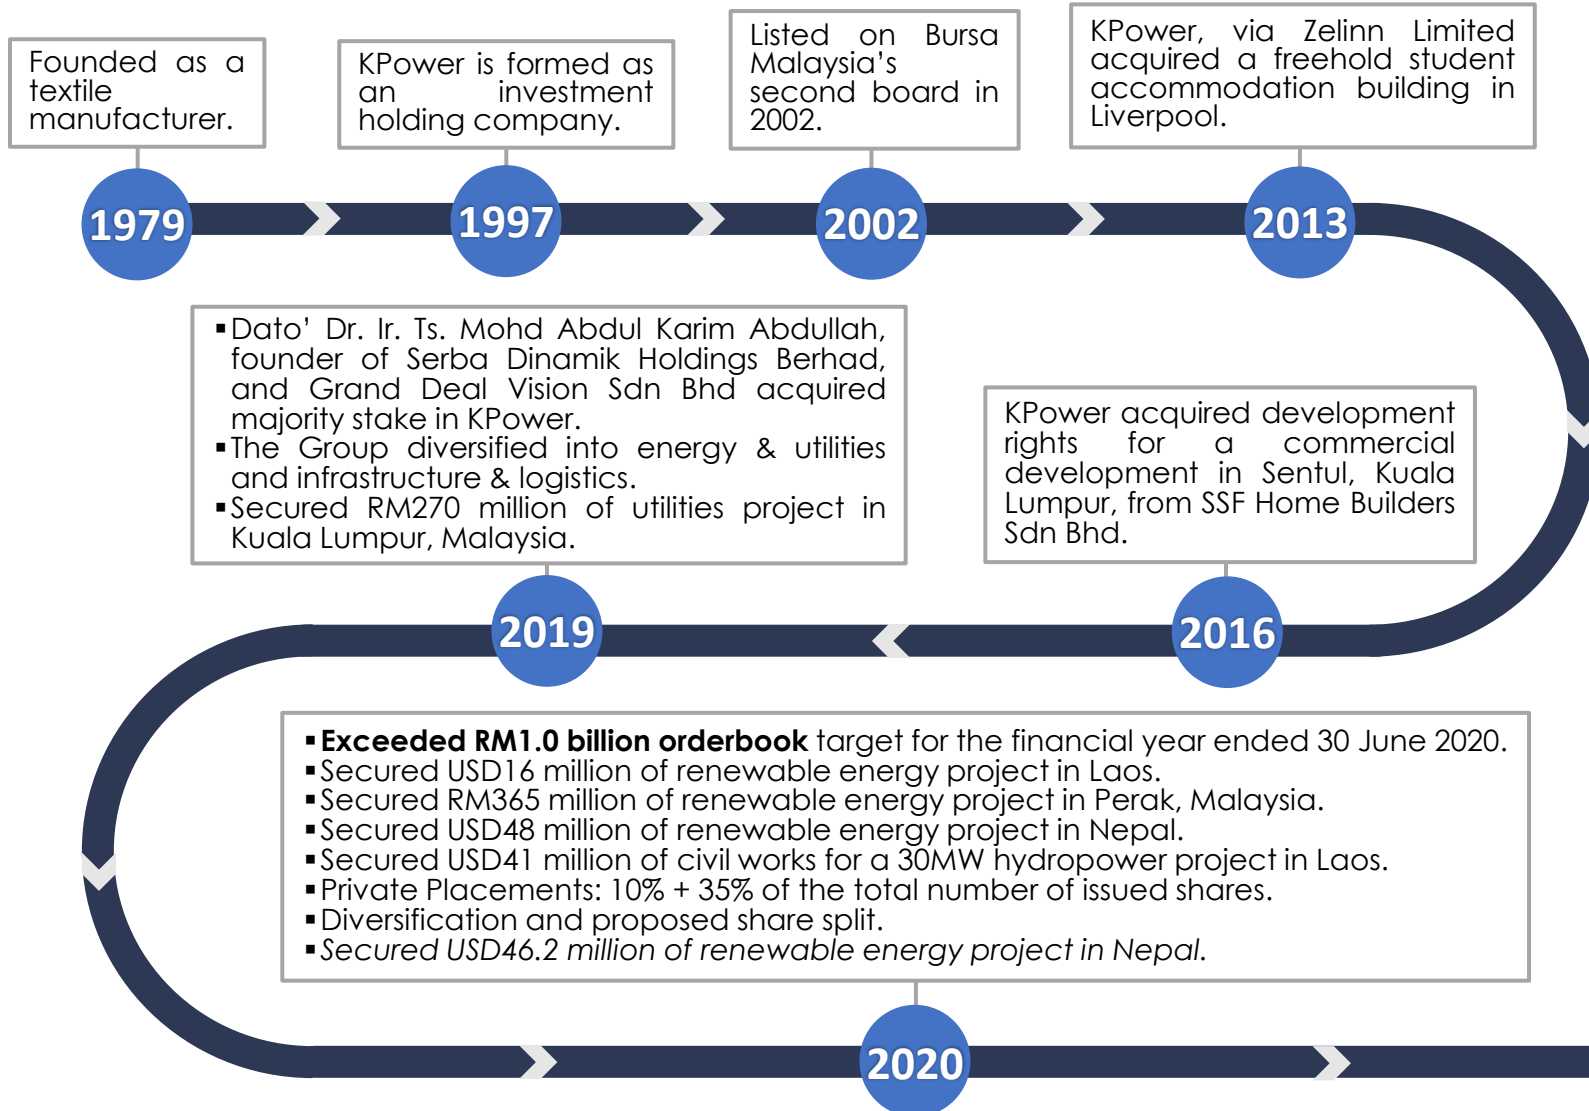 Founded as a
textile
manufacturer.
KPower is formed as
an investment
holding company.
Listed on Bursa
Malaysia’s
second board in
2002.
KPower, via Zelinn Limited
acquired a freehold student
accommodation building in
Liverpool.
1979
1997
2002
2013
▪Dato’ Dr. Ir. Ts. Mohd Abdul Karim Abdullah,
founder of Serba Dinamik Holdings Berhad,
and Grand Deal Vision Sdn Bhd acquired
majority stake in KPower.
▪The Group diversified into energy & utilities
and infrastructure & logistics.
▪Secured RM270 million of utilities project in
Kuala Lumpur, Malaysia.
KPower acquired development
rights for a commercial
development in Sentul, Kuala
Lumpur, from SSF Home Builders
Sdn Bhd.
2019
2016
▪Exceeded RM1.0 billion orderbook target for the financial year ended 30 June 2020.
▪Secured USD16 million of renewable energy project in Laos.
▪Secured RM365 million of renewable energy project in Perak, Malaysia.
▪Secured USD48 million of renewable energy project in Nepal.
▪Secured USD41 million of civil works for a 30MW hydropower project in Laos.
▪Private Placements: 10% + 35% of the total number of issued shares.
▪Diversification and proposed share split.
▪Secured USD46.2 million of renewable energy project in Nepal.
2020